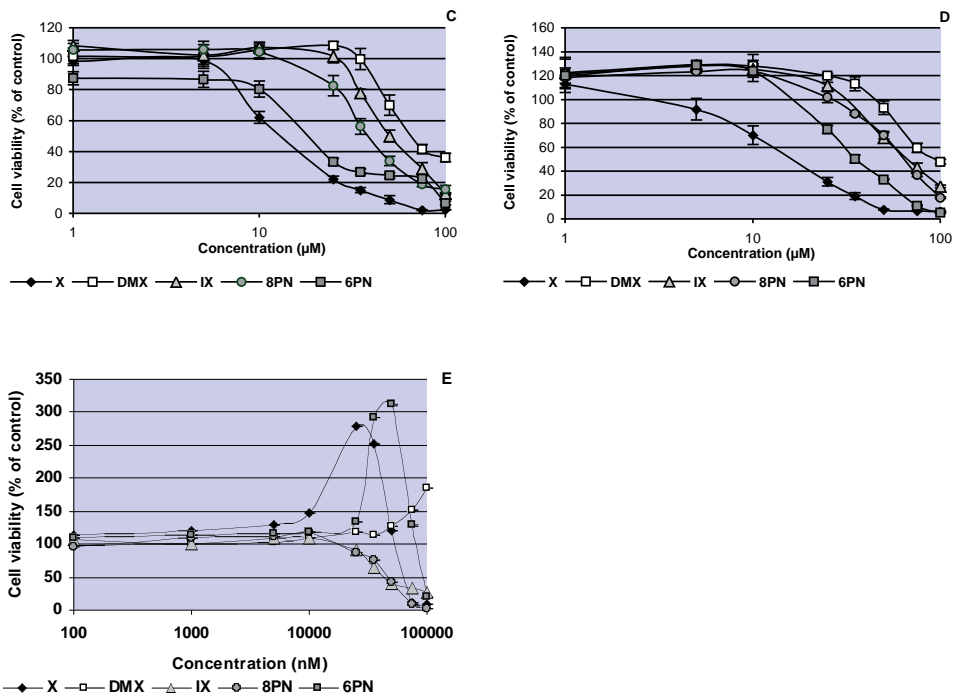 C
Cell viability (% of control)
120
100
80
60
40
20
0
1
10
100
Concentration (µM)
X DMX IX 8PN 6PN
D
Cell viability (% of control)
160
140
120
100
80
60
40
20
0
1
10
100
Concentration (µM)
X DMX IX 8PN 6PN
E
Cell viability (% of control)
350
300
250
200
150
100
50
0
100
1000
10000
100000
Concentration (nM)
X DMX IX 8PN 6PN